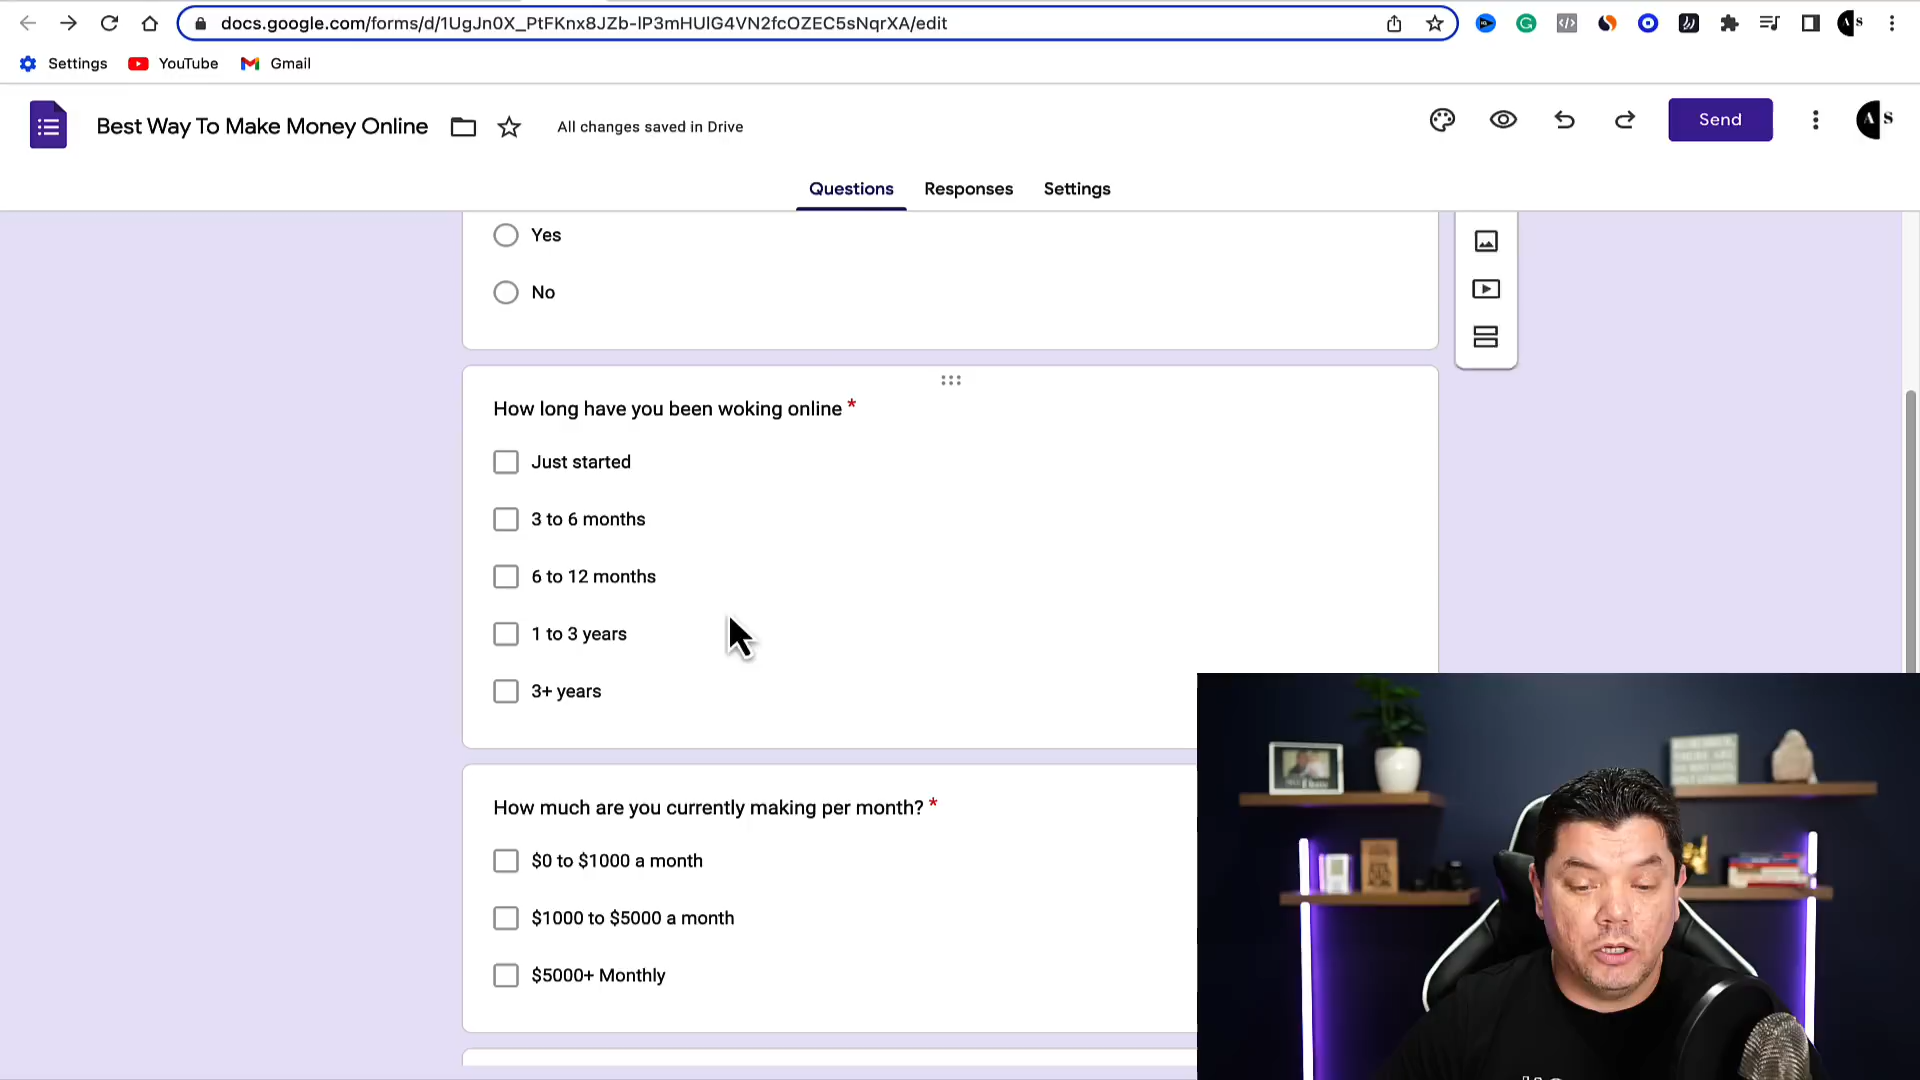 docs.google.com/forms/d/1UgJn0X_PtFKnx8JZb-lP3mHUlG4VN2fcOZEC5sNqrXA/edit
Settings YouTube Gmail
Best Way To Make Money Online All changes saved in Drive Send AS
Questions Responses Settings
Yes
No
How long have you been woking online *
Just started
3 to 6 months
6 to 12 months
1 to 3 years
3+ years
How much are you currently making per month? *
$0 to $1000 a month
$1000 to $5000 a month
$5000+ Monthly